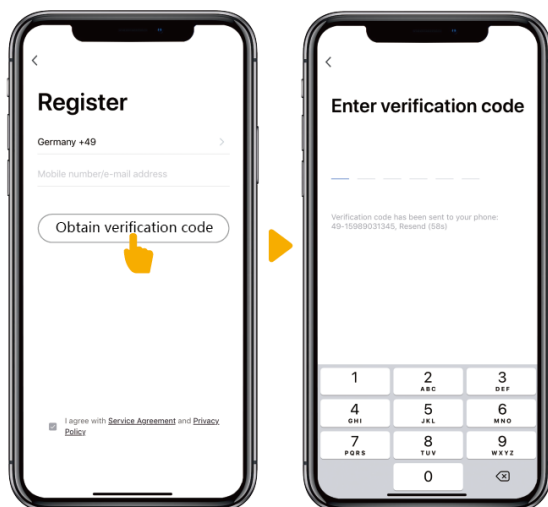 Register
Germany +49
Mobile number/e-mail address
Obtain verification code
I agree with Service Agreement and Privacy
Policy
Enter verification code
Verification code has been sent to your phone:
49-15989031345, Resend (58s)
1
2
ABC
3
DEF
4
GHI
5
JKL
6
MNO
7
PQRS
8
TUV
9
WXYZ
0